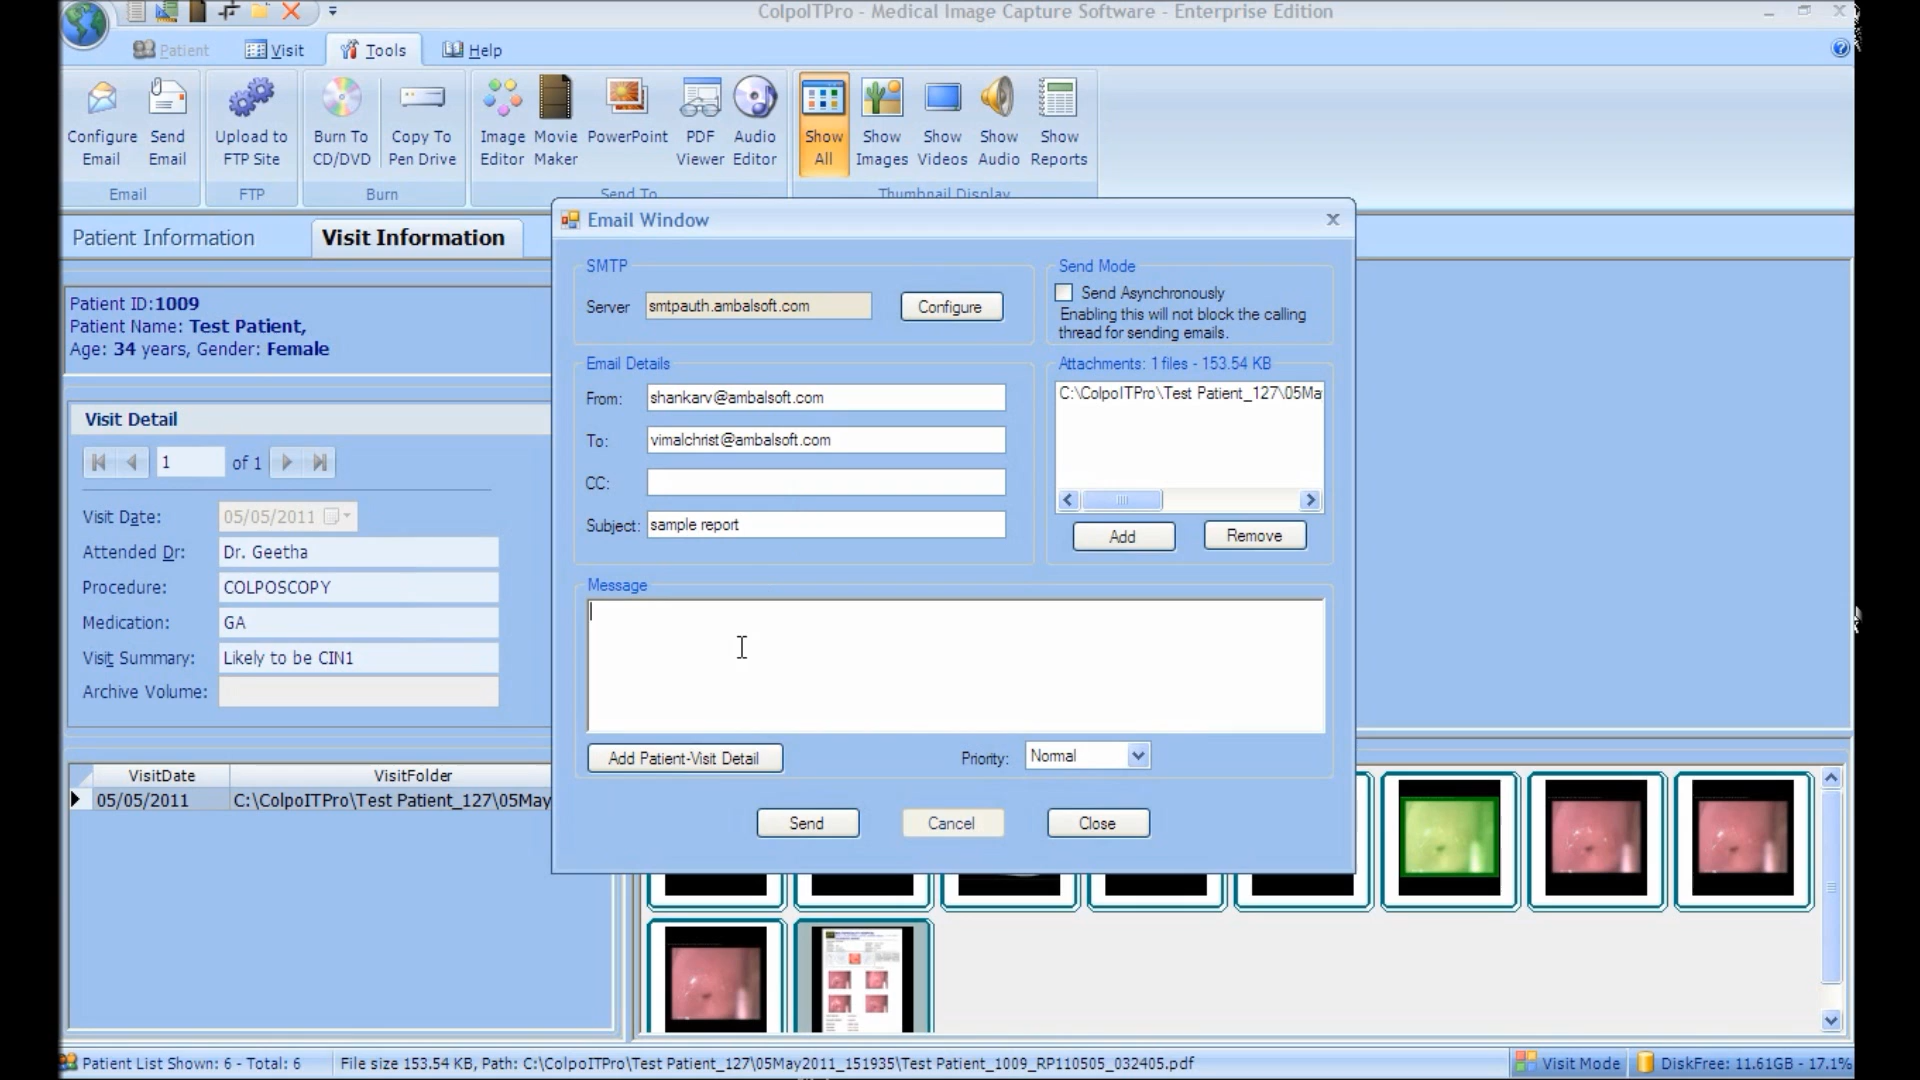 ColpoITPro - Medical Image Capture Software - Enterprise Edition
Patient Visit Tools Help
Configure Email
Send Email
Upload to FTP Site
Burn To CD/DVD
Copy To Pen Drive
Image Editor
Movie Maker
PowerPoint
PDF Viewer
Audio Editor
Show All
Show Images
Show Videos
Show Audio
Show Reports
Email FTP Burn Send To Thumbnail Display
Patient Information Visit Information
Patient ID:1009
Patient Name: Test Patient,
Age: 34 years, Gender: Female
Visit Detail
1 of 1
Visit Date: 05/05/2011
Attended Dr: Dr. Geetha
Procedure: COLPOSCOPY
Medication: GA
Visit Summary: Likely to be CIN1
Archive Volume:
VisitDate VisitFolder
05/05/2011 C:\ColpoITPro\Test Patient_127\05May
Email Window
SMTP
Server smtpauth.ambalsoft.com Configure
Send Mode
Send Asynchronously
Enabling this will not block the calling
thread for sending emails.
Email Details
From: shankarv@ambalsoft.com
To: vimalchrist@ambalsoft.com
CC:
Subject: sample report
Attachments: 1 files - 153.54 KB
C:\ColpoITPro\Test Patient_127\05Ma
Add Remove
Message
Add Patient-Visit Detail Priority: Normal
Send Cancel Close
Patient List Shown: 6 - Total: 6
File size 153.54 KB, Path: C:\ColpoITPro\Test Patient_127\05May2011_151935\Test Patient_1009_RP110505_032405.pdf
Visit Mode
DiskFree: 11.61GB - 17.1%